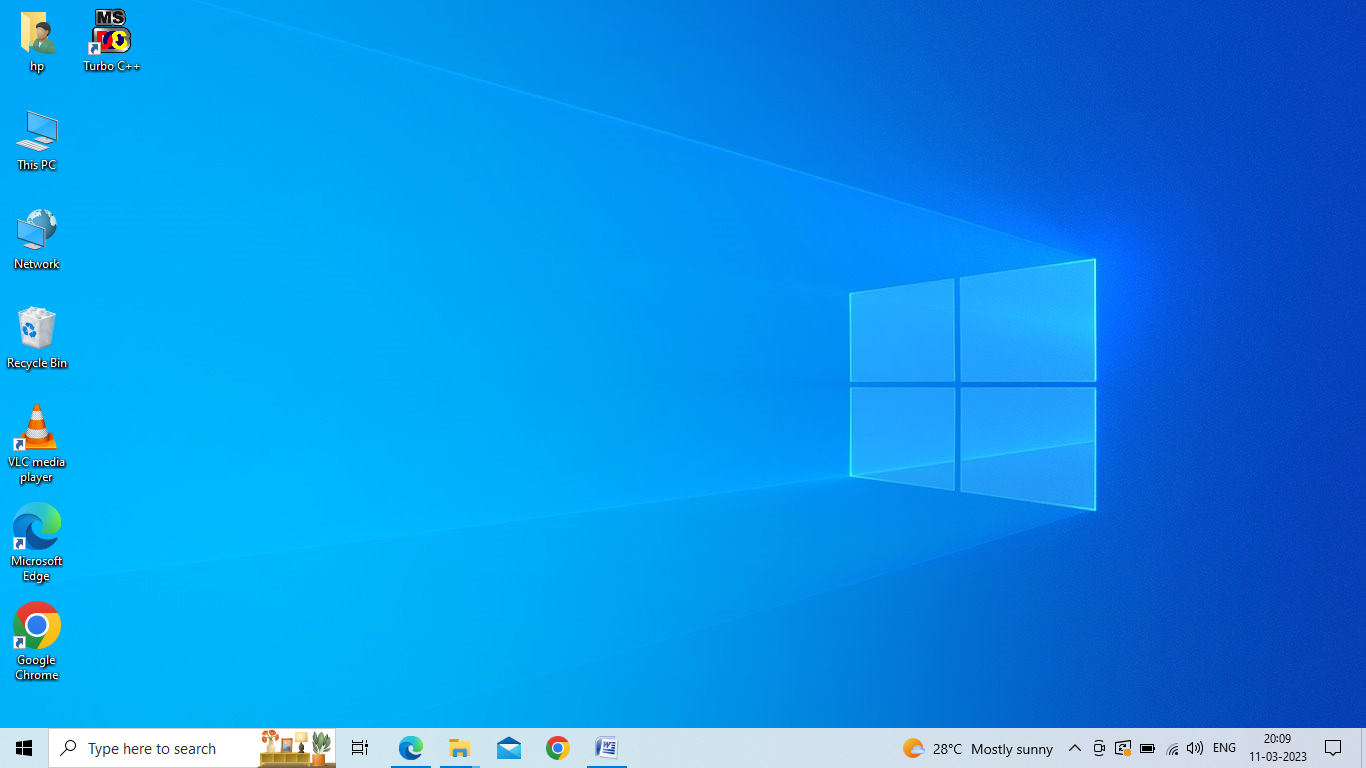 hp
MS
Turbo C++
This PC
Network
Recycle Bin
VLC media
player
Microsoft
Edge
Google
Chrome
Type here to search
28°C Mostly sunny
ENG
20:09
11-03-2023